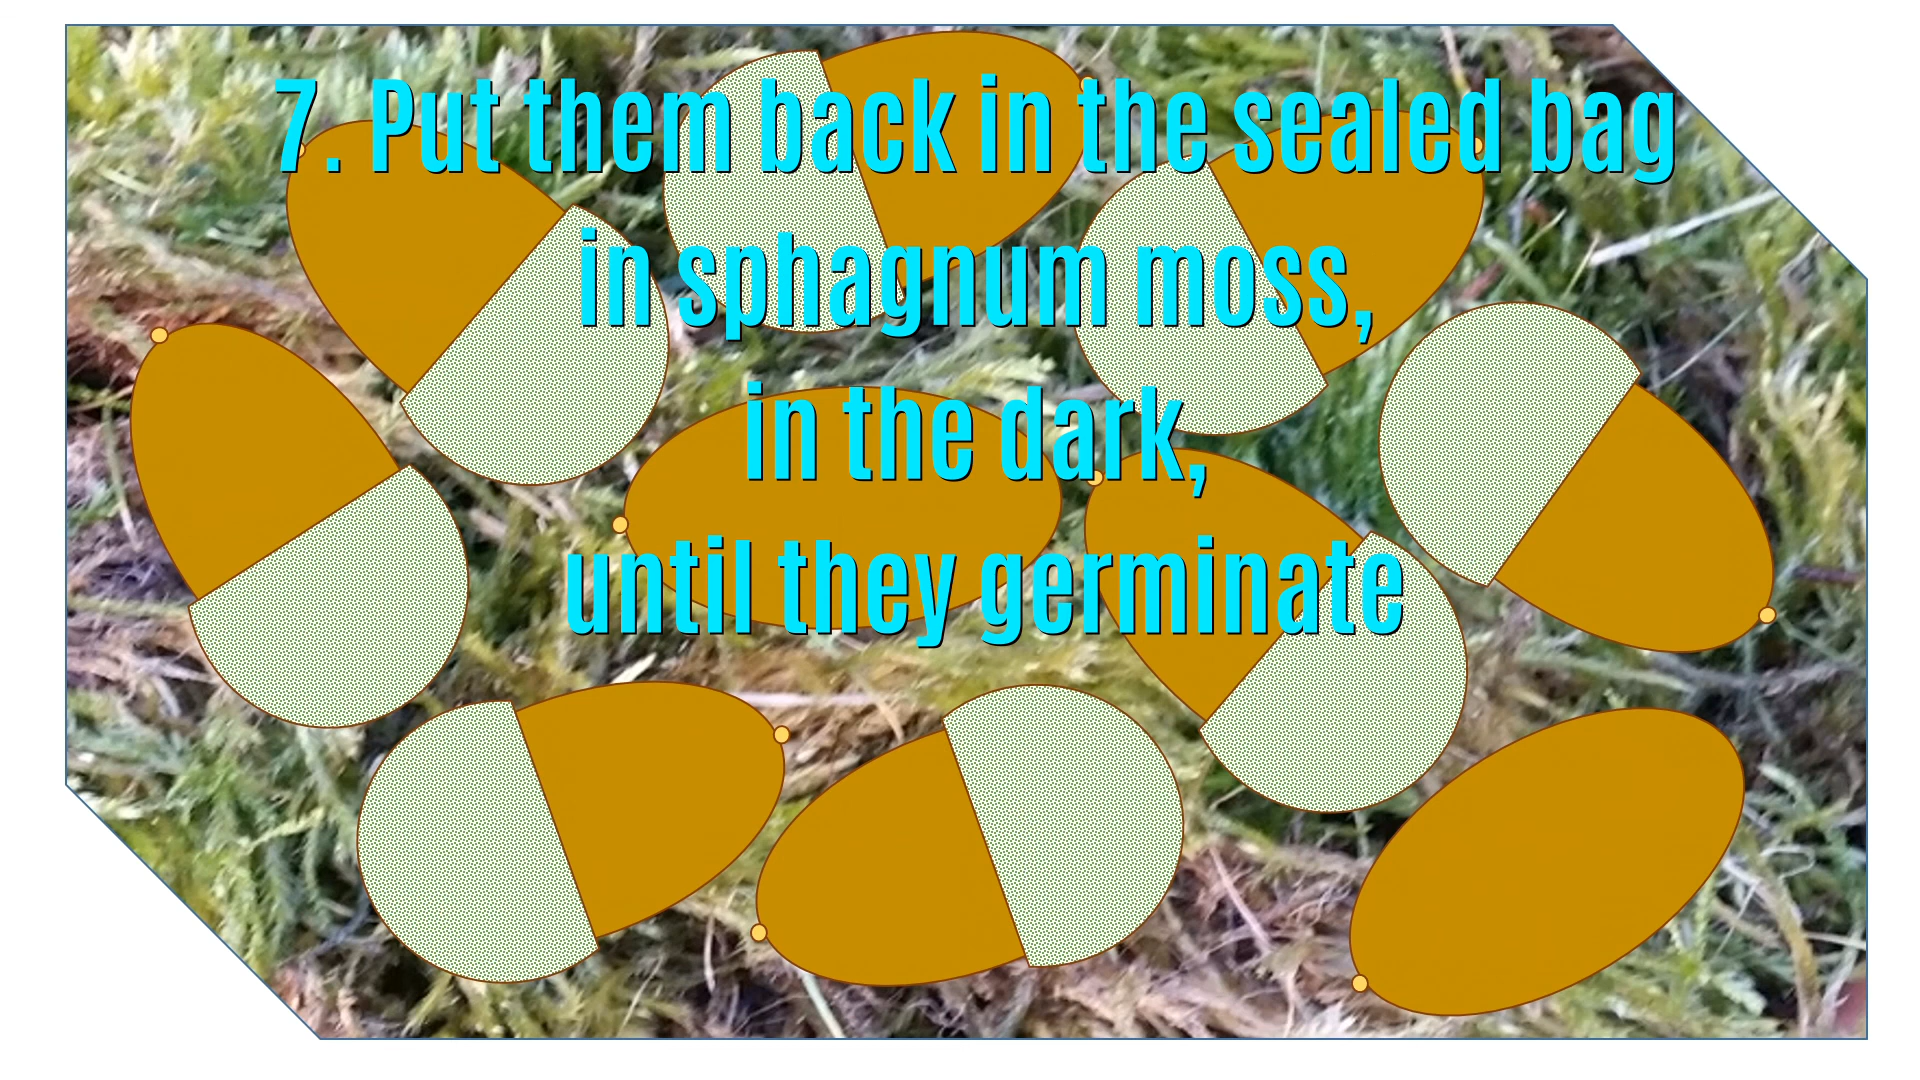 7. Put them back in the sealed bag
in sphagnum moss,
in the dark,
until they germinate